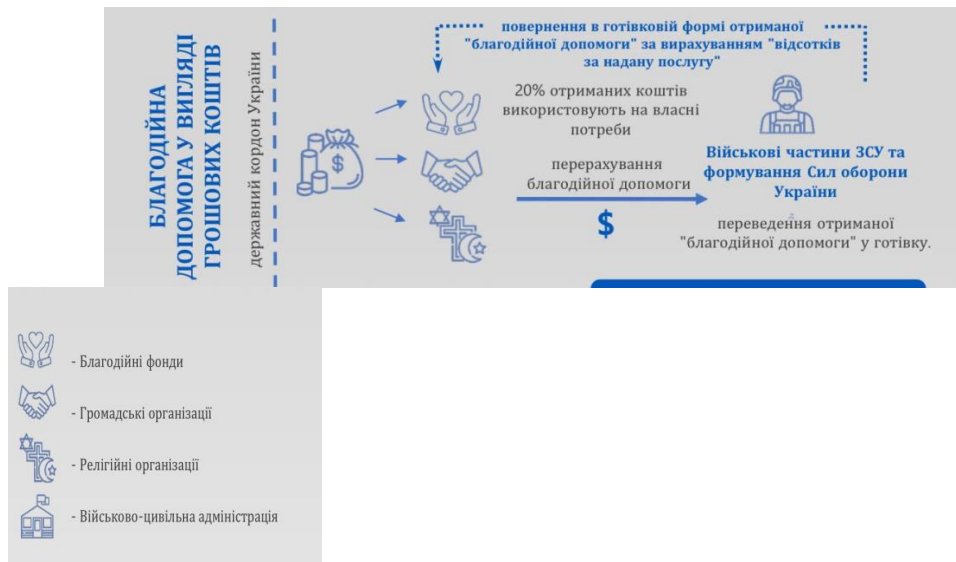 БЛАГОДІЙНА
ДОПОМОГА У ВИГЛЯДІ
ГРОШОВИХ КОШТІВ
державний кордон України
$
повернення в готівковій формі отриманої
"благодійної допомоги" за вирахуванням "відсотків
за надану послугу"
20% отриманих коштів
використовують на власні
потреби
перерахування
благодійної допомоги
$
Військові частини ЗСУ та
формування Сил оборони
України
переведення отриманої
"благодійної допомоги" у готівку.
- Благодійні фонди
- Громадські організації
- Релігійні організації
- Військово-цивільна адміністрація